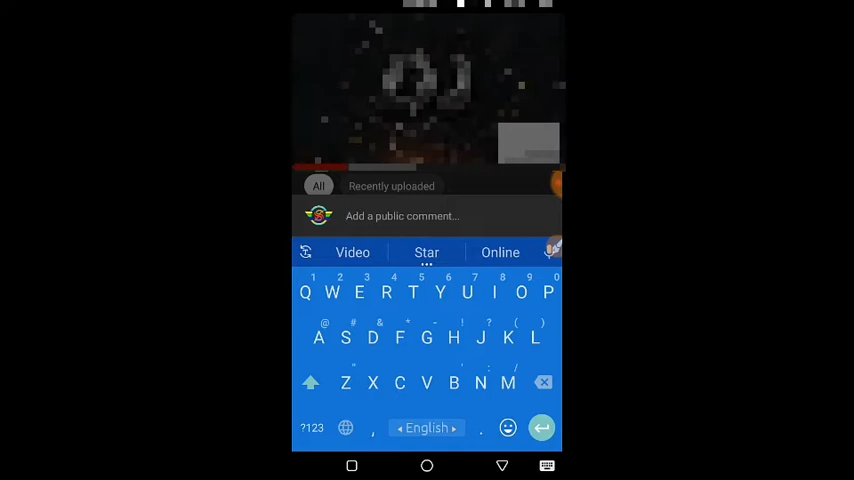 All Recently uploaded
Add a public comment...
Video Star Online
1 2 3 4 5 6 7 8 9 0
Q W E R T Y U I O P
@ # & * - ! ? ( )
A S D F G H J K L
" ' : /
Z X C V B N M
?123 , English .